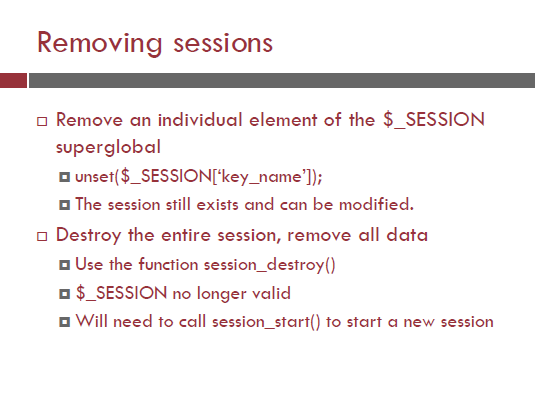 Removing sessions
Remove an individual element of the $_SESSION
superglobal
unset($_SESSION[‘key_name’]);
The session still exists and can be modified.
Destroy the entire session, remove all data
Use the function session_destroy()
$_SESSION no longer valid
Will need to call session_start() to start a new session